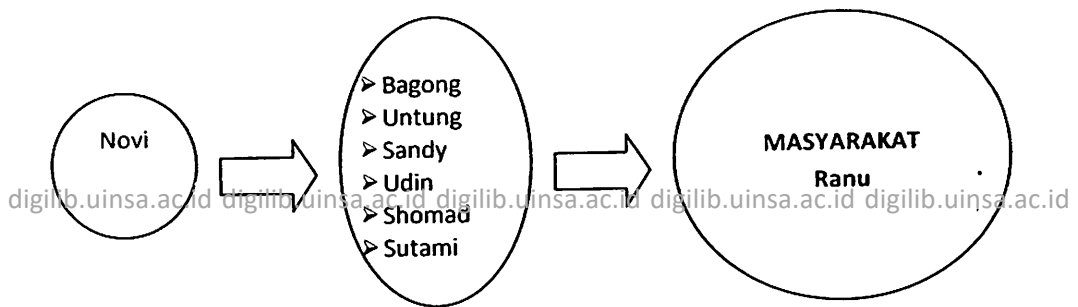 Novi
➢ Bagong
➢ Untung
➢ Sandy
➢ Udin
➢ Shomad
➢ Sutami
MASYARAKAT
Ranu
digilib.uinsa.ac.id digilib.uinsa.ac.id digilib.uinsa.ac.id digilib.uinsa.ac.id digilib.uinsa.ac.id